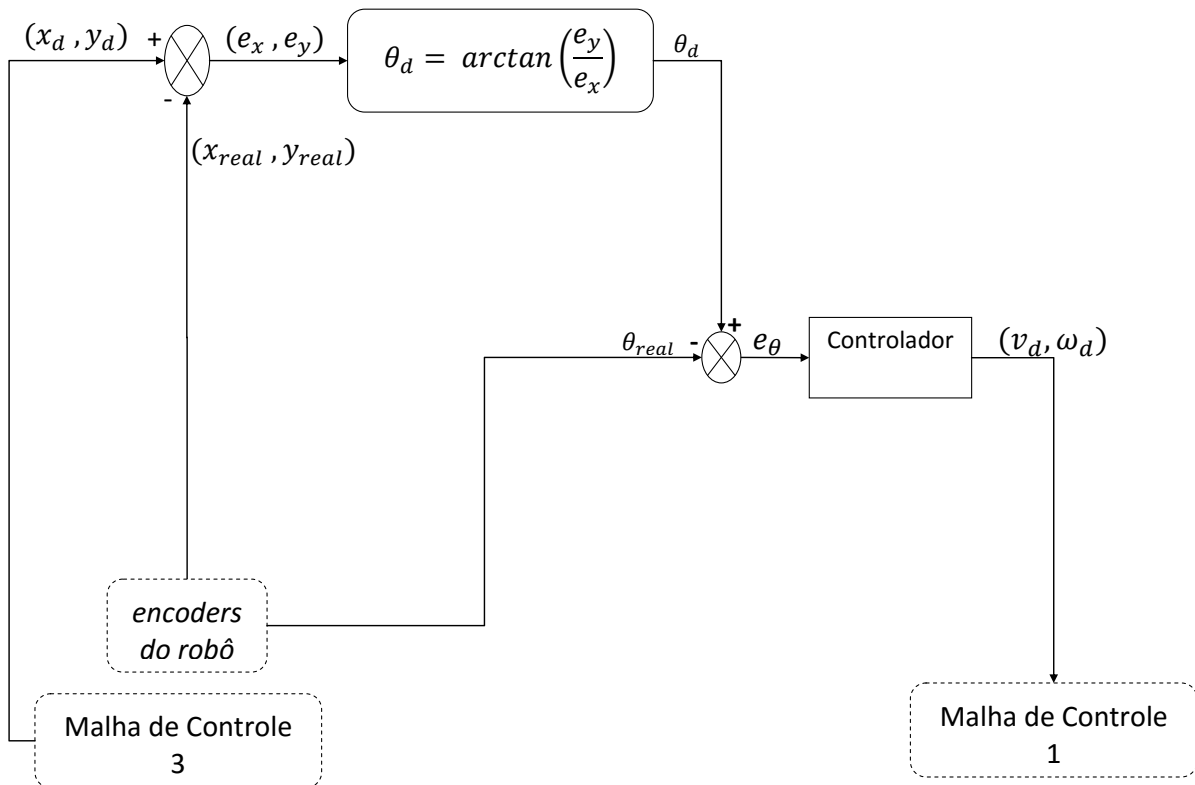 (x_d , y_d)
+
(e_x , e_y)
θ_d = arctan(e_y/e_x)
θ_d
-
(x_real , y_real)
+
θ_real
-
e_θ
Controlador
(v_d, ω_d)
encoders
do robô
Malha de Controle
3
Malha de Controle
1